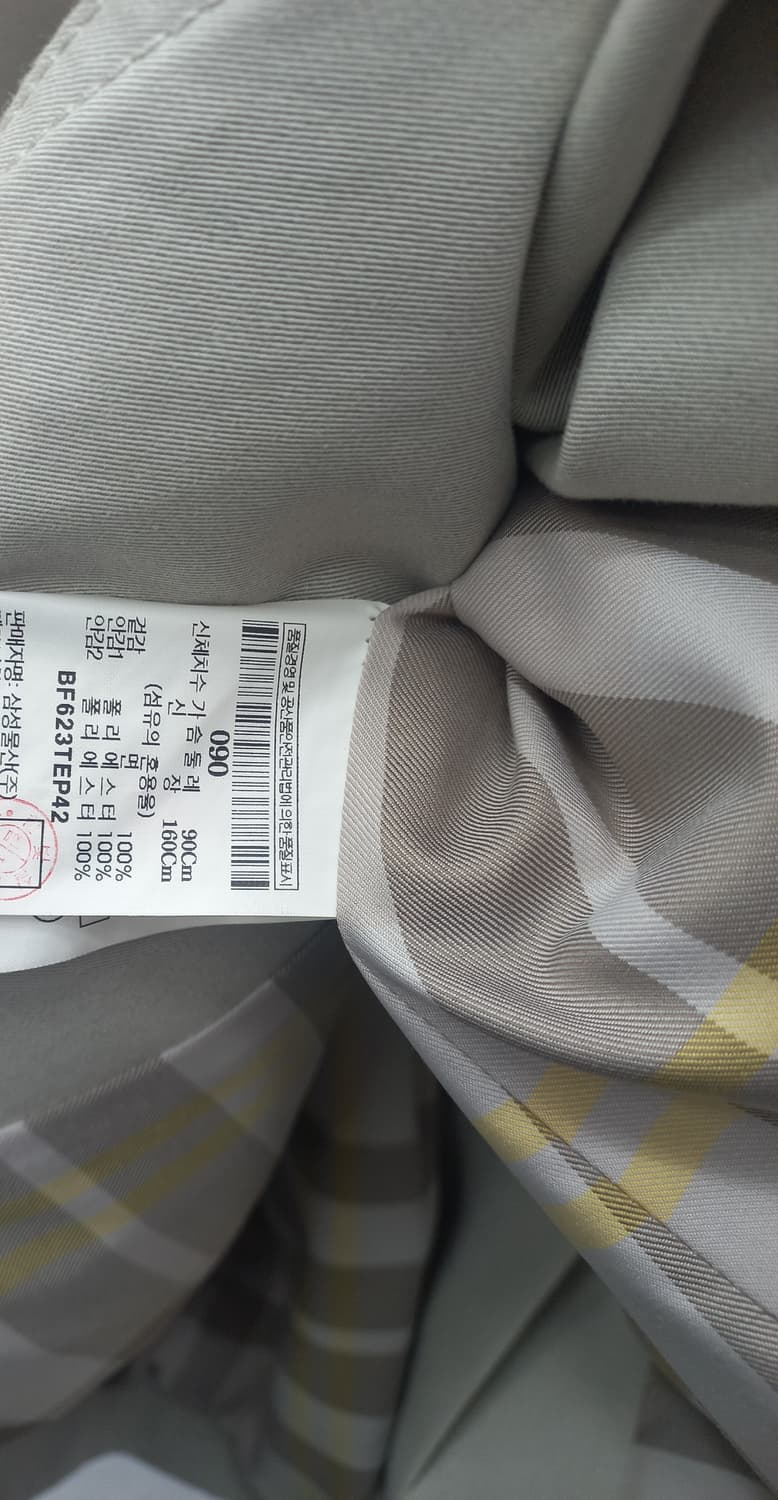 품질경영 및 공산품안전관리법에 의한 품질표시
090
신체치수 가 슴 둘 레 90Cm
신 장 160Cm
(섬유의 혼용율)
겉감 면 100%
안감1 폴 리 에 스 터 100%
안감2 폴 리 에 스 터 100%
BF623TEP42
판매자명: 삼성물산(주)